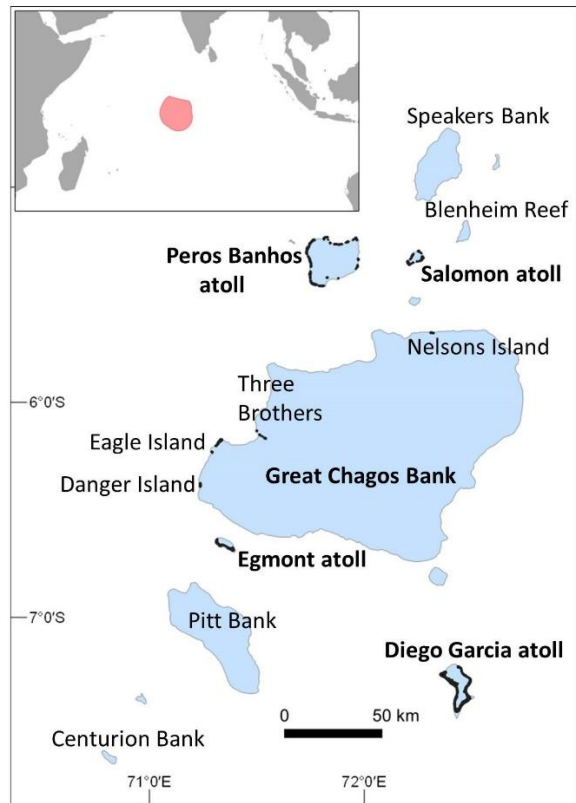 Speakers Bank
Blenheim Reef
Peros Banhos
atoll
Salomon atoll
Nelsons Island
Three
Brothers
6°0'S
Eagle Island
Danger Island
Great Chagos Bank
Egmont atoll
7°0'S
Pitt Bank
Diego Garcia atoll
0 50 km
Centurion Bank
71°0'E 72°0'E